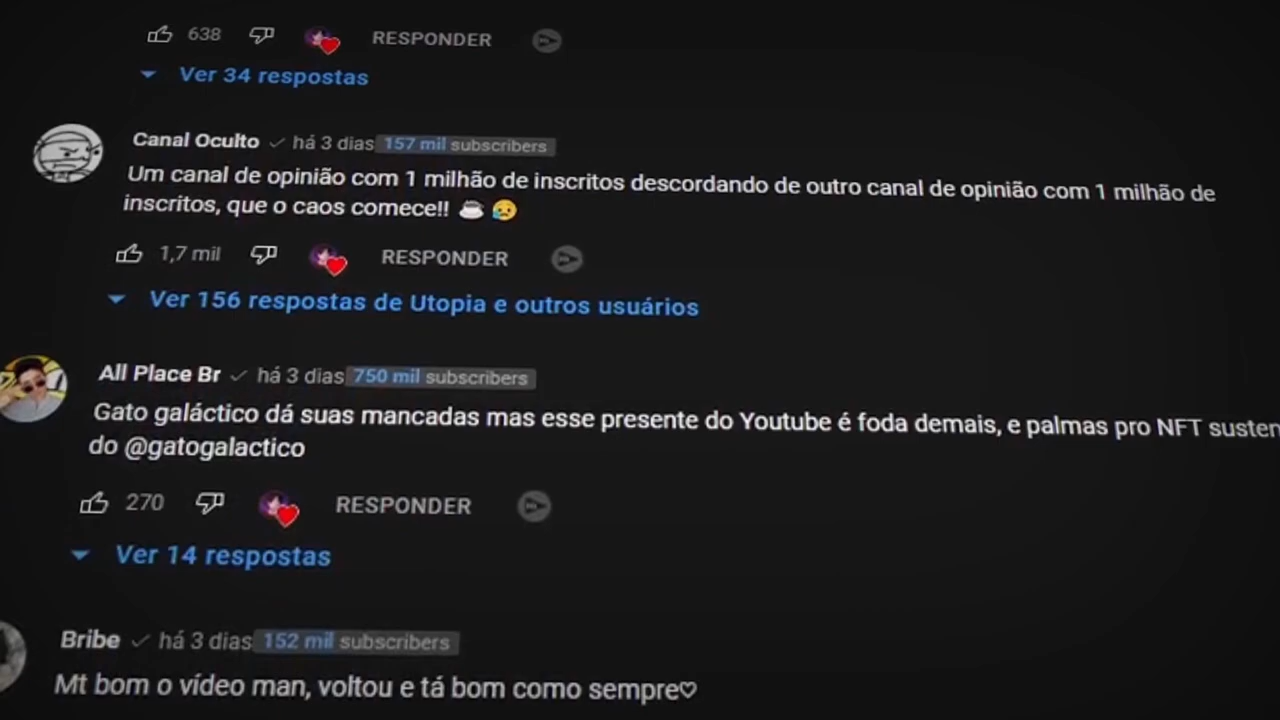 638 RESPONDER
Ver 34 respostas
Canal Oculto há 3 dias 157 mil subscribers
Um canal de opinião com 1 milhão de inscritos descordando de outro canal de opinião com 1 milhão de
inscritos, que o caos comece!! ☕ 😥
1,7 mil RESPONDER
Ver 156 respostas de Utopia e outros usuários
All Place Br há 3 dias 750 mil subscribers
Gato galáctico dá suas mancadas mas esse presente do Youtube é foda demais, e palmas pro NFT susten
do @gatogalactico
270 RESPONDER
Ver 14 respostas
Bribe há 3 dias 152 mil subscribers
Mt bom o vídeo man, voltou e tá bom como sempre♡